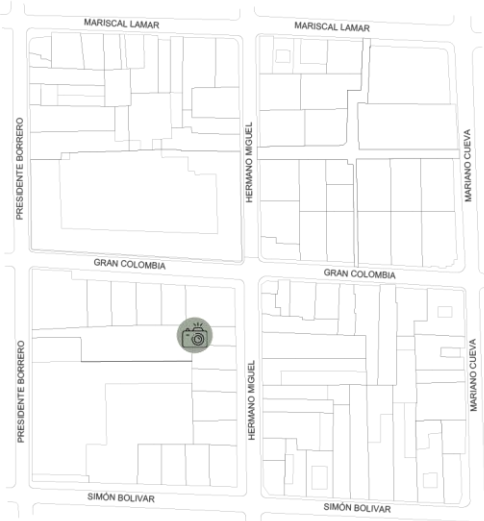 MARISCAL LAMAR
MARISCAL LAMAR
PRESIDENTE BORRERO
HERMANO MIGUEL
MARIANO CUEVA
GRAN COLOMBIA
GRAN COLOMBIA
PRESIDENTE BORRERO
HERMANO MIGUEL
MARIANO CUEVA
SIMÓN BOLIVAR
SIMÓN BOLIVAR